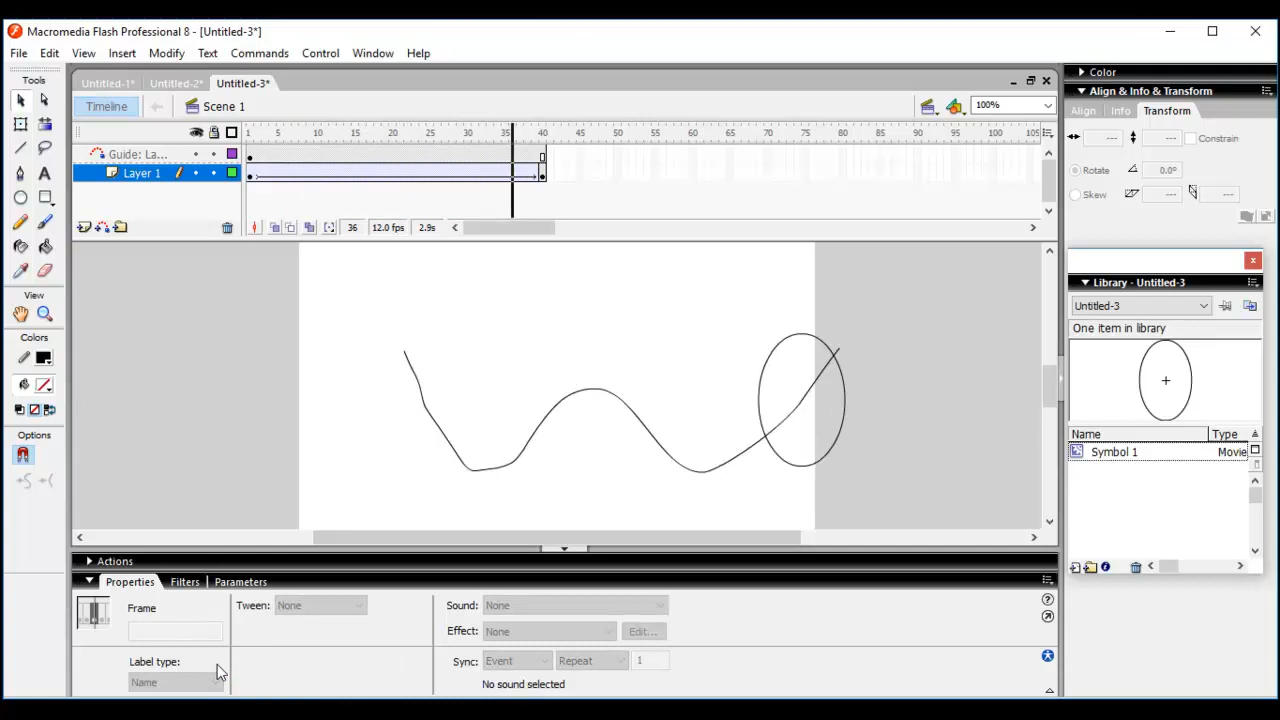 Macromedia Flash Professional 8 - [Untitled-3*]
File Edit View Insert Modify Text Commands Control Window Help
Tools
Untitled-1* Untitled-2* Untitled-3*
Color
Align & Info & Transform
Timeline
Scene 1
100%
Align Info Transform
1 5 10 15 20 25 30 35 40 45 50 55 60 65 70 75 80 85 90 95 100 105
Constrain
Guide: La...
Layer 1
Rotate 0.0°
Skew
36 12.0 fps 2.9s
View
Colors
Options
Library - Untitled-3
Untitled-3
One item in library
Name Type
Symbol 1 Movie
Actions
Properties Filters Parameters
Frame
Tween: None
Sound: None
Effect: None Edit...
Label type:
Name
Sync: Event Repeat 1
No sound selected